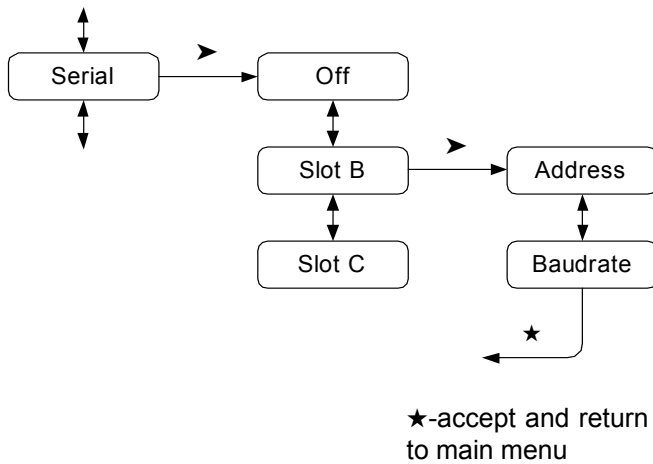 Serial
Off
Slot B
Address
Slot C
Baudrate
★-accept and return
to main menu